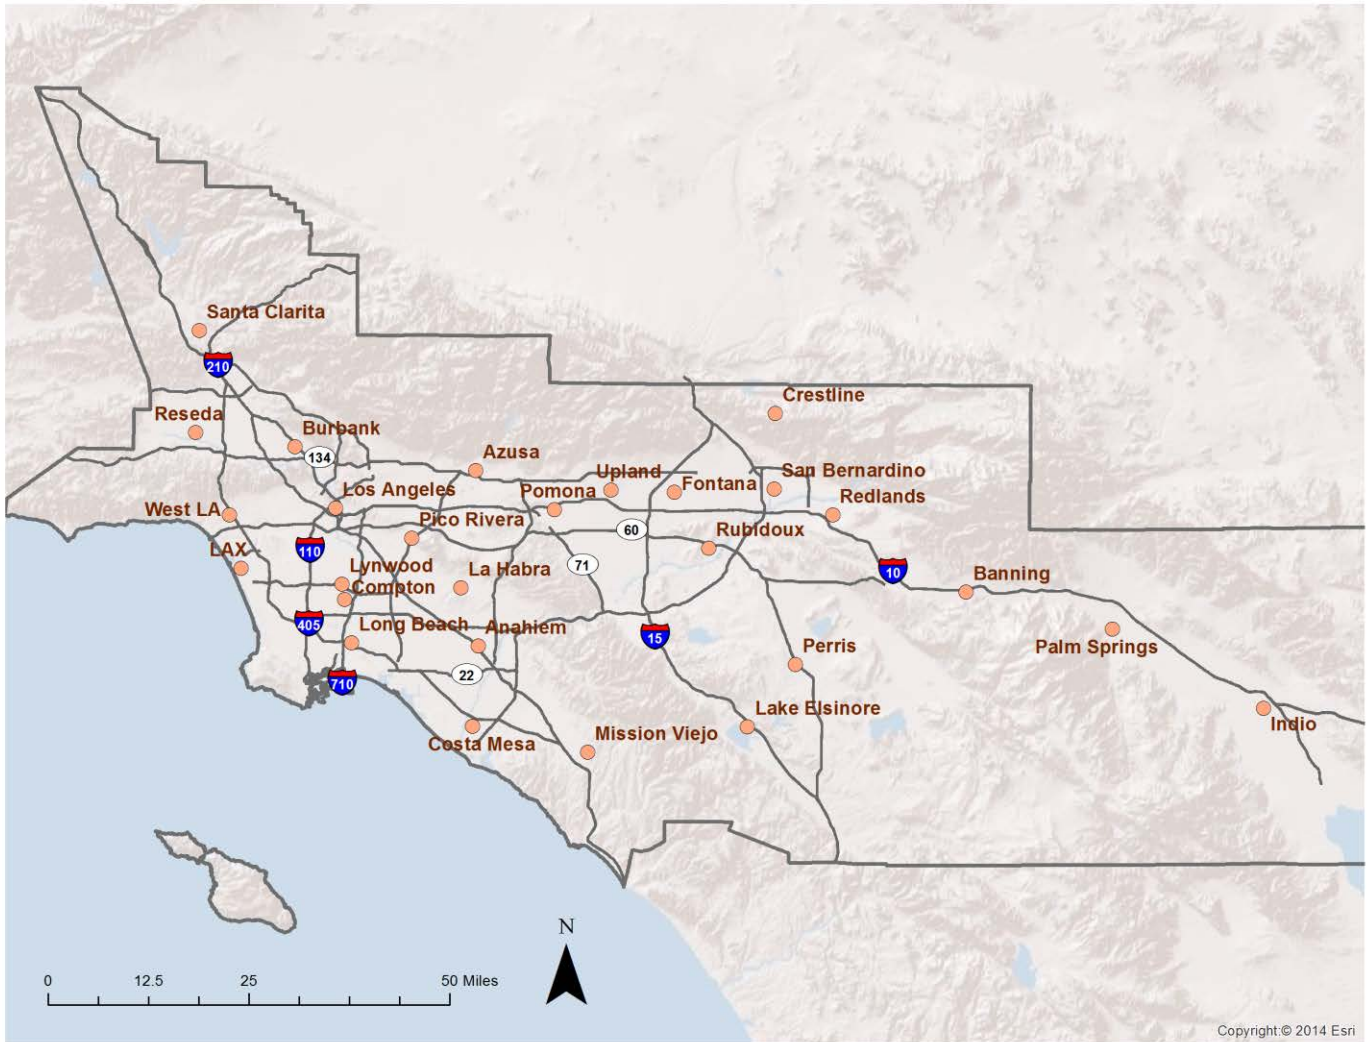 Santa Clarita
210
Crestline
Reseda
Burbank
134
Azusa
Upland
San Bernardino
Fontana
Los Angeles
Pomona
Redlands
West LA
Pico Rivera
60
Rubidoux
LAX
110
71
Lynwood
La Habra
10
Banning
Compton
405
Long Beach
Anahiem
15
Perris
Palm Springs
22
710
Lake Elsinore
Indio
Costa Mesa
Mission Viejo
N
0 12.5 25 50 Miles
Copyright:© 2014 Esri